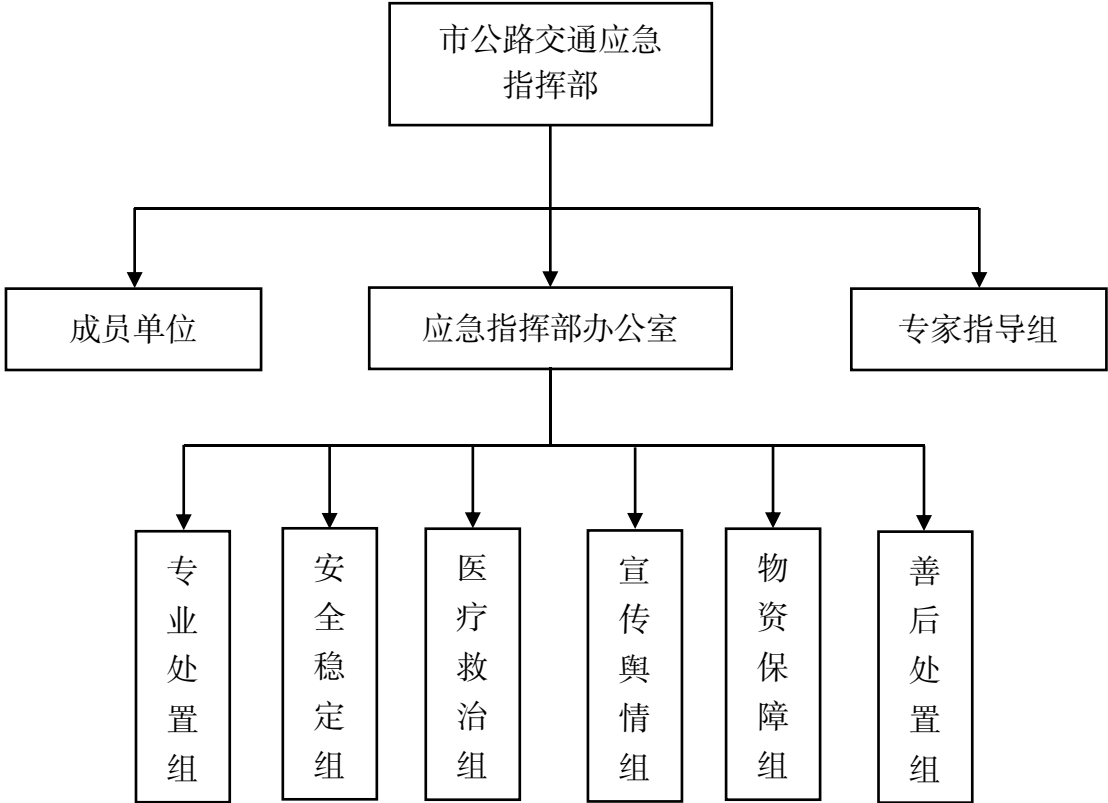 市公路交通应急
指挥部
成员单位
应急指挥部办公室
专家指导组
专业处置组
安全稳定组
医疗救治组
宣传舆情组
物资保障组
善后处置组